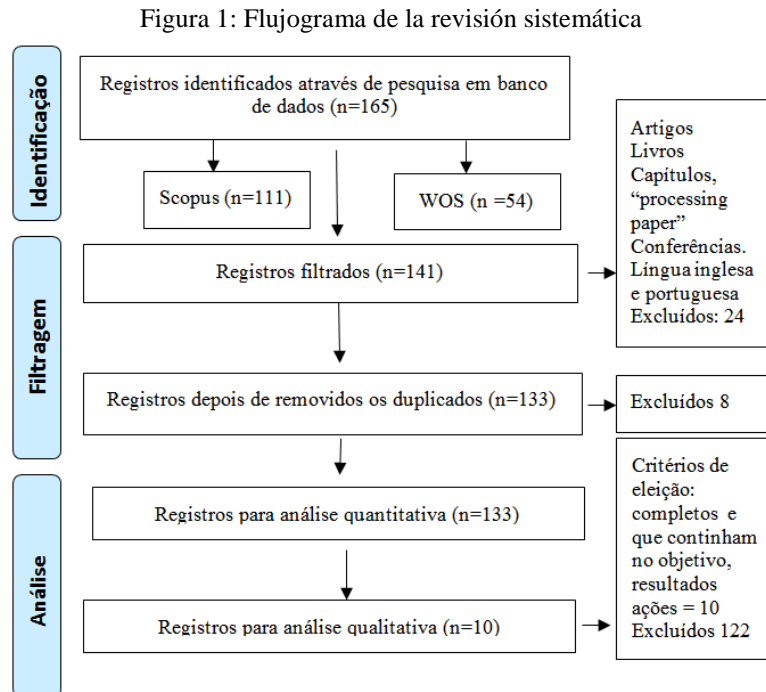 Figura 1: Flujograma de la revisión sistemática
Identificação
Registros identificados através de pesquisa em banco
de dados (n=165)
Scopus (n=111)
WOS (n =54)
Artigos
Livros
Capítulos,
“processing
paper”
Conferências.
Língua inglesa
e portuguesa
Excluídos: 24
Filtragem
Registros filtrados (n=141)
Registros depois de removidos os duplicado (n=133)
Excluídos 8
Análise
Registros para análise quantitativa (n=133)
Critérios de
eleição:
completos e
que continham
no objetivo,
resultados
ações = 10
Excluídos 122
Registros para análise qualitativa (n=10)